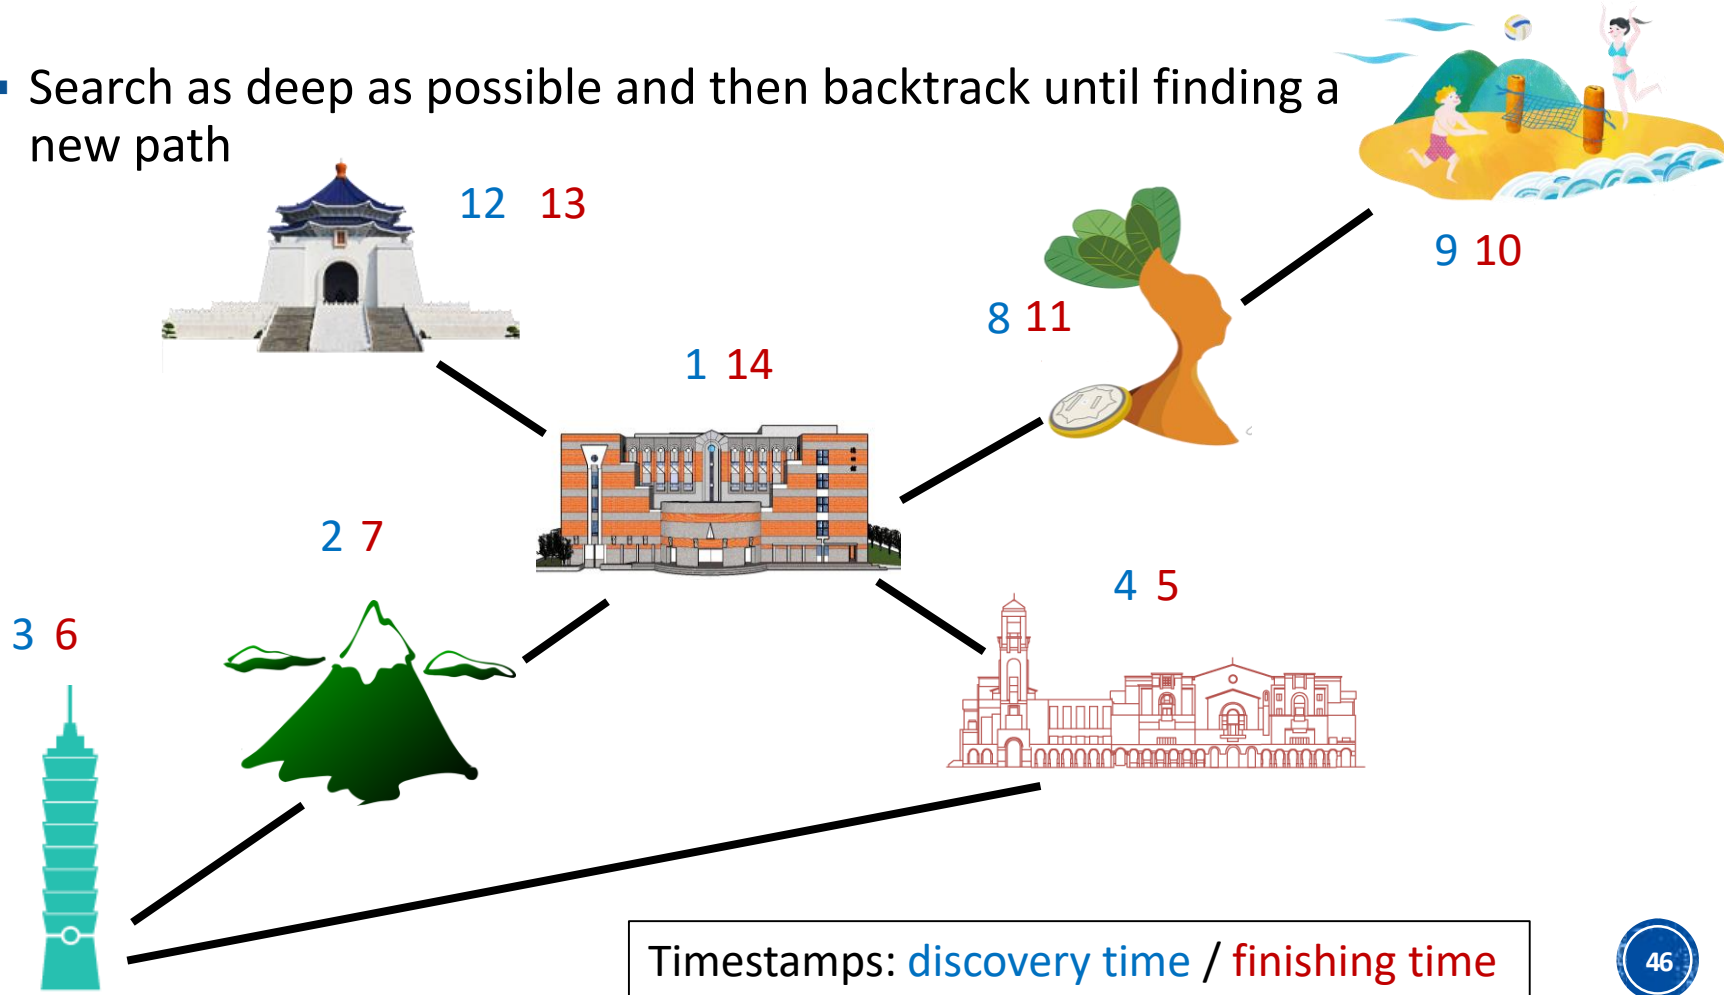 ▪ Search as deep as possible and then backtrack until finding a
new path
12 13
9 10
8 11
1 14
2 7
4 5
3 6
Timestamps: discovery time / finishing time
46